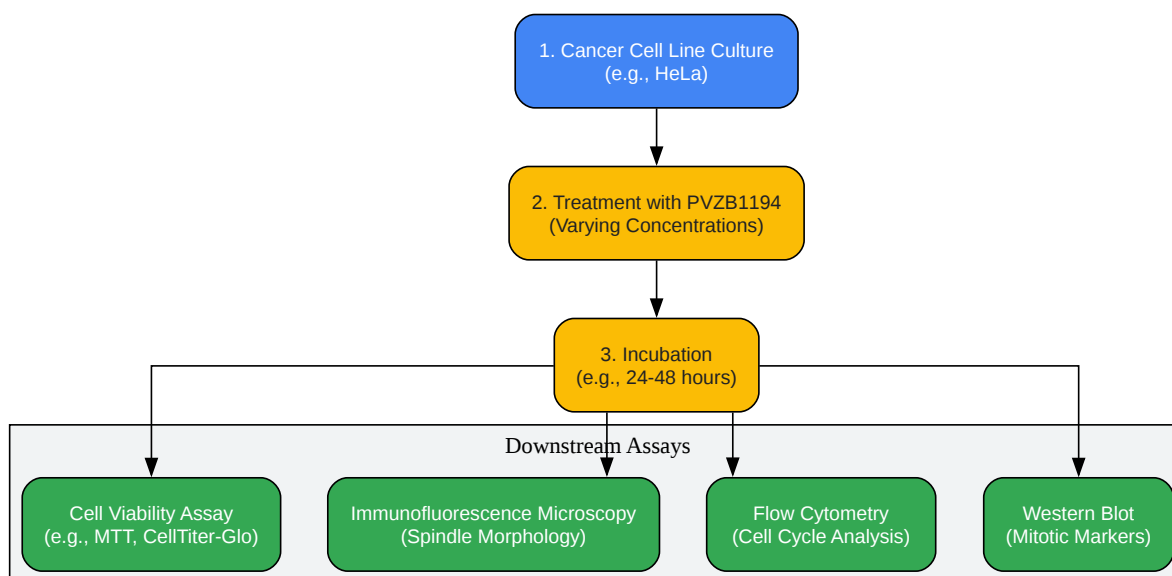 1. Cancer Cell Line Culture
(e.g., HeLa)
2. Treatment with PVZB1194
(Varying Concentrations)
3. Incubation
(e.g., 24-48 hours)
Downstream Assays
Cell Viability Assay
(e.g., MTT, CellTiter-Glo)
Immunofluorescence Microscopy
(Spindle Morphology)
Flow Cytometry
(Cell Cycle Analysis)
Western Blot
(Mitotic Markers)